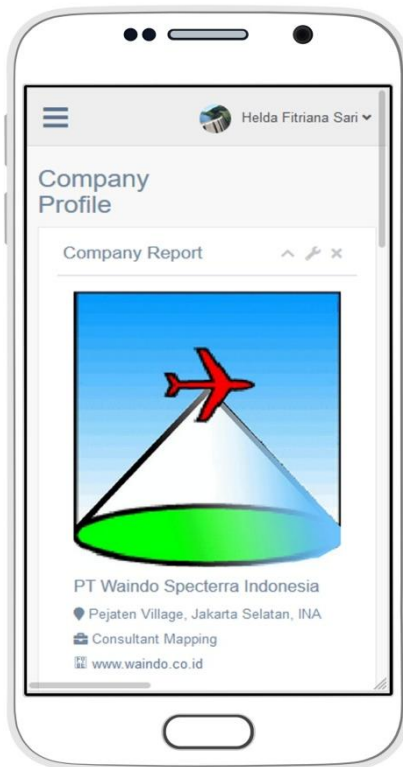 Helda Fitriana Sari
Company
Profile
Company Report
PT Waindo Specterra Indonesia
Pejaten Village, Jakarta Selatan, INA
Consultant Mapping
www.waindo.co.id